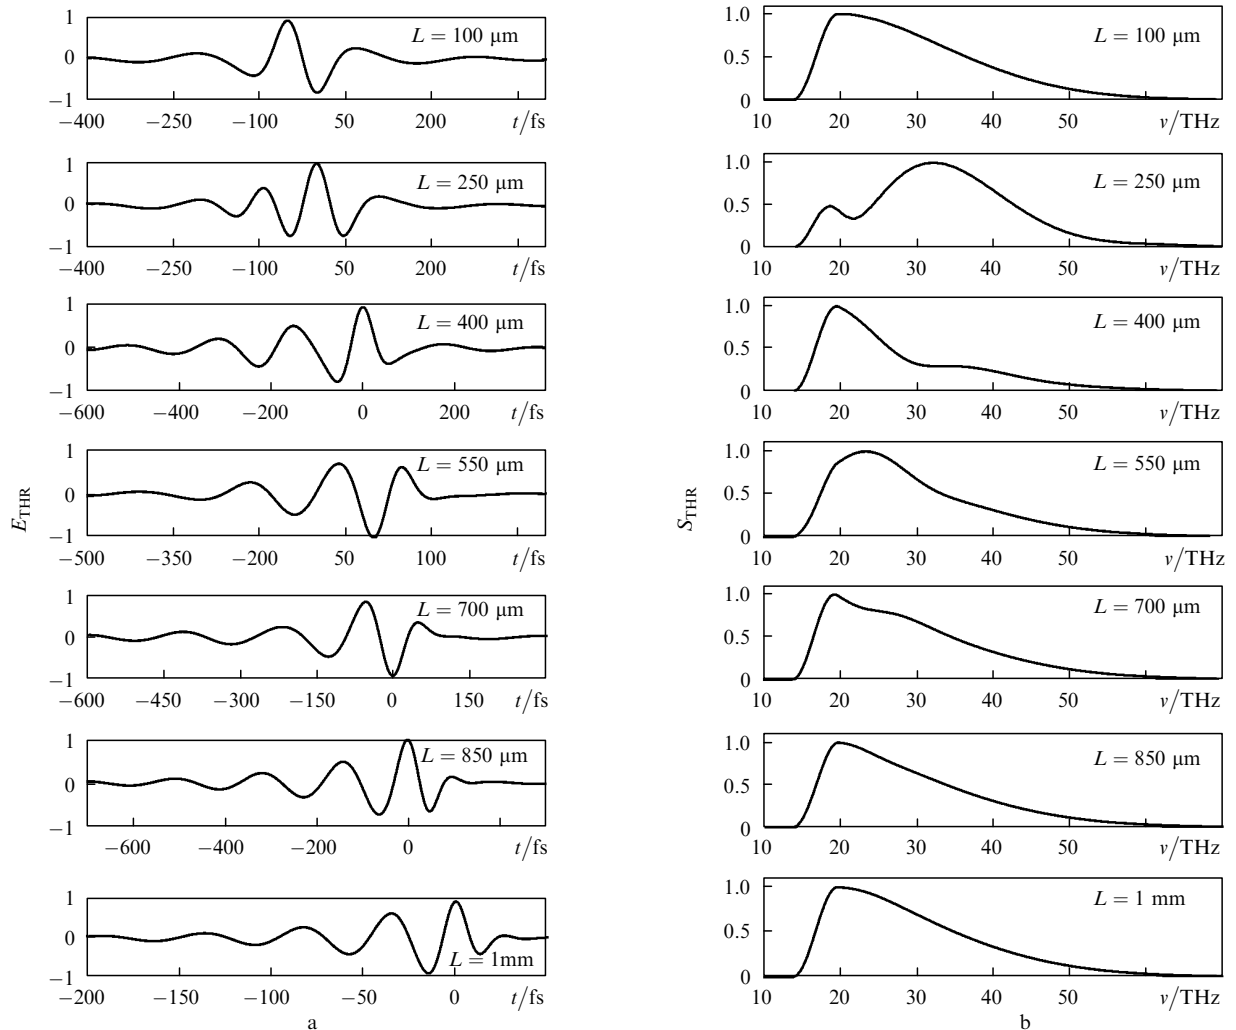 1
0
−1
L = 100 μm
−400 −250 −100 50 200 t/fs
1
0
−1
L = 250 μm
−400 −250 −100 50 200 t/fs
1
0
−1
L = 400 μm
−600 −400 −200 0 200 t/fs
E_THR
1
0
−1
L = 550 μm
−500 −350 −200 50 100 t/fs
1
0
−1
L = 700 μm
−600 −450 −300 −150 0 150 t/fs
1
0
−1
L = 850 μm
−600 −400 −200 0 t/fs
1
0
−1
L = 1mm
−200 −150 −100 −50 0 t/fs
a
1.0
0.5
0
L = 100 μm
10 20 30 40 50 ν/THz
1.0
0.5
0
L = 250 μm
10 20 30 40 50 ν/THz
1.0
0.5
0
L = 400 μm
10 20 30 40 50 ν/THz
S_THR
1.0
0.5
0
L = 550 μm
10 20 30 40 50 ν/THz
1.0
0.5
0
L = 700 μm
10 20 30 40 50 ν/THz
1.0
0.5
0
L = 850 μm
10 20 30 40 50 ν/THz
1.0
0.5
0
L = 1 mm
10 20 30 40 50 ν/THz
b